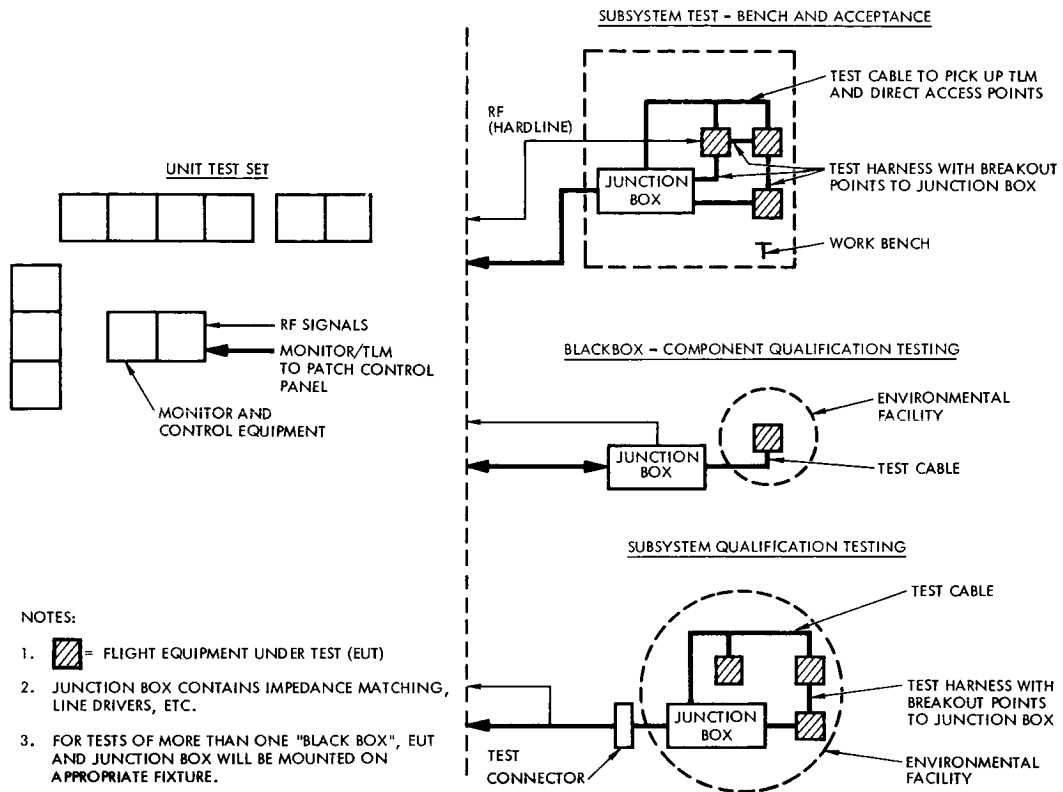 SUBSYSTEM TEST - BENCH AND ACCEPTANCE
TEST CABLE TO PICK UP TLM
AND DIRECT ACCESS POINTS
RF
(HARDLINE)
UNIT TEST SET
JUNCTION
BOX
TEST HARNESS WITH BREAKOUT
POINTS TO JUNCTION BOX
WORK BENCH
RF SIGNALS
MONITOR/TLM
TO PATCH CONTROL
PANEL
MONITOR AND
CONTROL EQUIPMENT
BLACKBOX - COMPONENT QUALIFICATION TESTING
ENVIRONMENTAL
FACILITY
JUNCTION
BOX
TEST CABLE
SUBSYSTEM QUALIFICATION TESTING
TEST CABLE
JUNCTION
BOX
TEST HARNESS WITH
BREAKOUT POINTS
TO JUNCTION BOX
TEST
CONNECTOR
ENVIRONMENTAL
FACILITY
NOTES:
1. = FLIGHT EQUIPMENT UNDER TEST (EUT)
2. JUNCTION BOX CONTAINS IMPEDANCE MATCHING,
LINE DRIVERS, ETC.
3. FOR TESTS OF MORE THAN ONE "BLACK BOX", EUT
AND JUNCTION BOX WILL BE MOUNTED ON
APPROPRIATE FIXTURE.